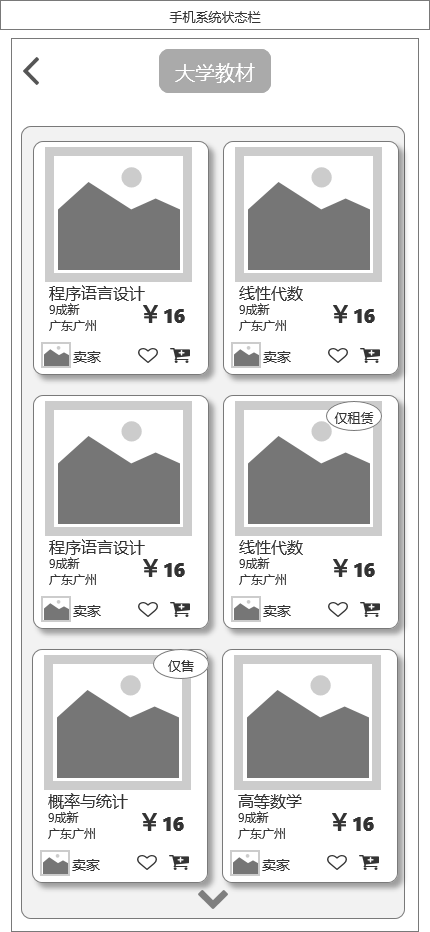 手机系统状态栏
大学教材
程序语言设计
9成新
广东广州
¥ 16
卖家
线性代数
9成新
广东广州
¥ 16
卖家
程序语言设计
9成新
广东广州
¥ 16
卖家
仅租赁
线性代数
9成新
广东广州
¥ 16
卖家
仅售
概率与统计
9成新
广东广州
¥ 16
卖家
高等数学
9成新
广东广州
¥ 16
卖家